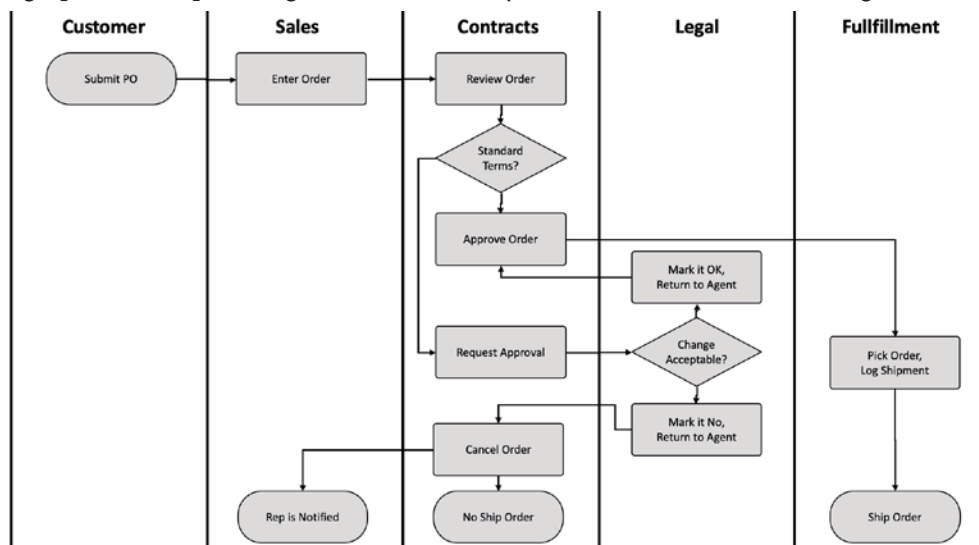 Customer
Sales
Contracts
Legal
Fullfillment
Submit PO
Enter Order
Review Order
Standard
Terms?
Approve Order
Mark it OK,
Return to Agent
Request Approval
Change
Acceptable?
Pick Order,
Log Shipment
Mark it No,
Return to Agent
Cancel Order
Rep is Notified
No Ship Order
Ship Order